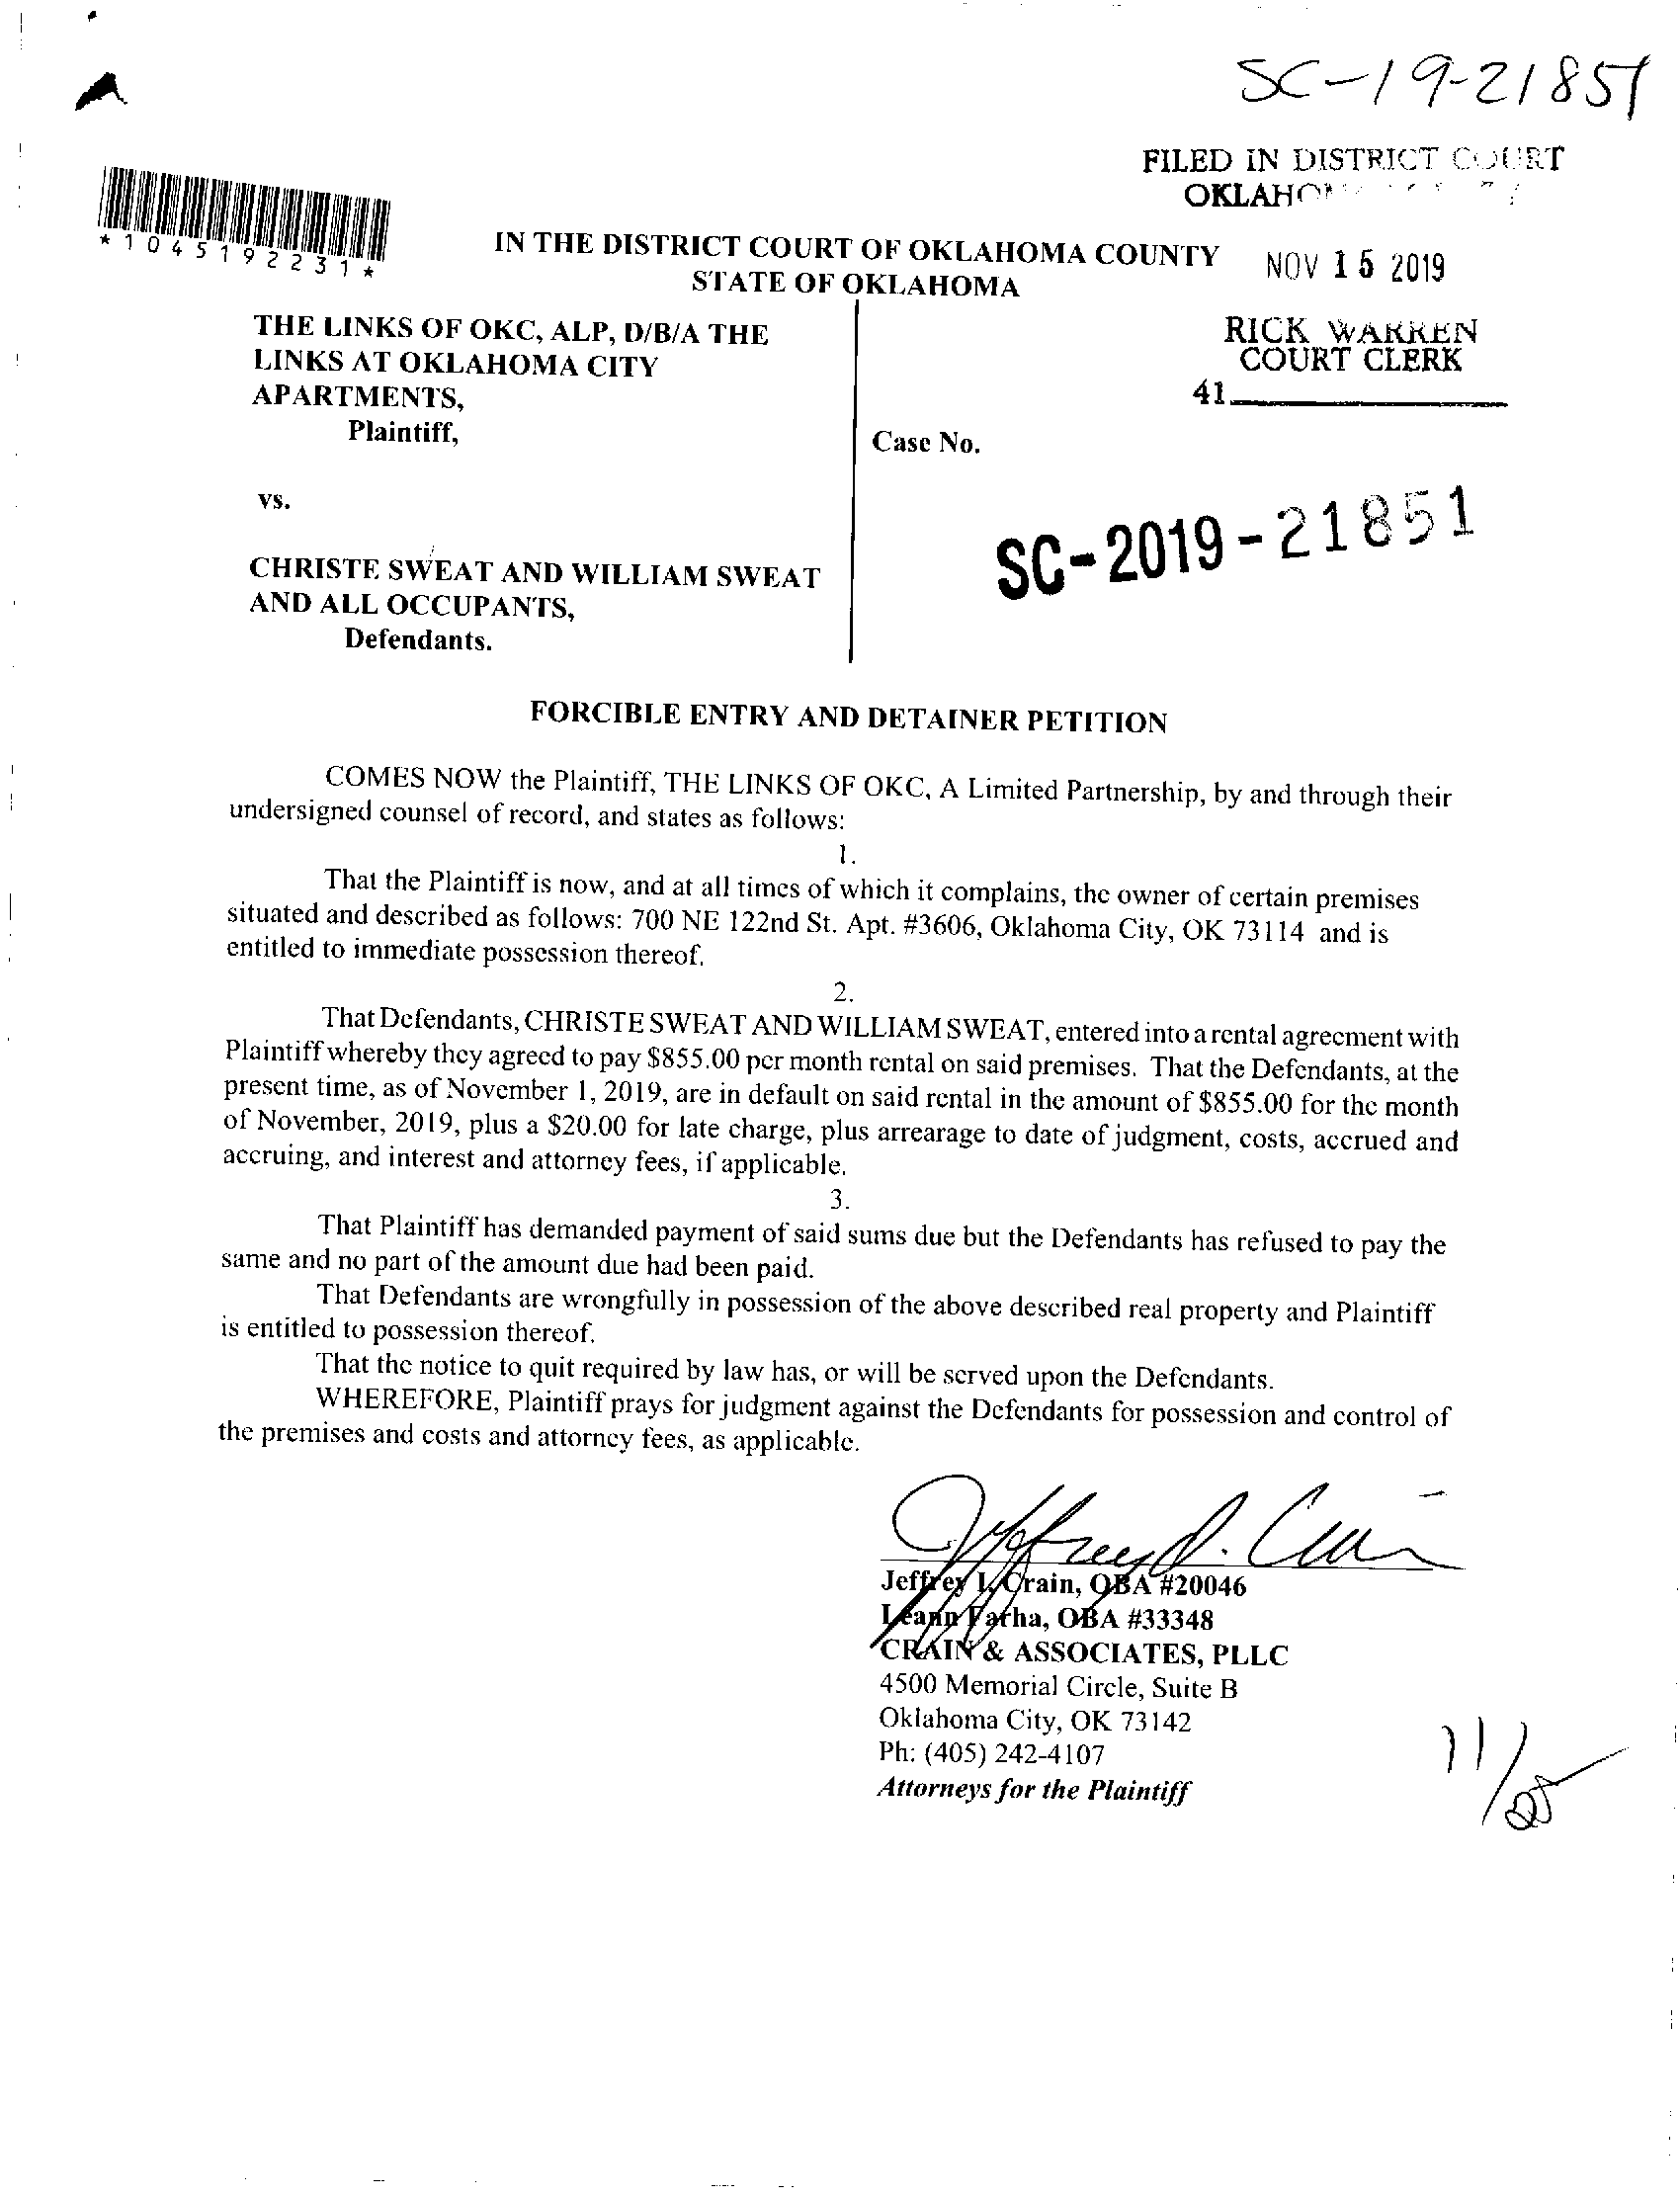 SC-19-21851
FILED IN DISTRICT COURT
*1045192231*
IN THE DISTRICT COURT OF OKLAHOMA COUNTY
STATE OF OKLAHOMA
NOV 15 2019
RICK WARREN
COURT CLERK
41
THE LINKS OF OKC, ALP, D/B/A THE
LINKS AT OKLAHOMA CITY
APARTMENTS,
Plaintiff,
Case No.
vs.
SC-2019-21851
CHRISTE SWEAT AND WILLIAM SWEAT
AND ALL OCCUPANTS,
Defendants.
FORCIBLE ENTRY AND DETAINER PETITION
COMES NOW the Plaintiff, THE LINKS OF OKC, A Limited Partnership, by and through their
undersigned counsel of record, and states as follows:
1.
That the Plaintiff is now, and at all times of which it complains, the owner of certain premises
situated and described as follows: 700 NE 122nd St. Apt. #3606, Oklahoma City, OK 73114 and is
entitled to immediate possession thereof.
2.
That Defendants, CHRISTE SWEAT AND WILLIAM SWEAT, entered into a rental agreement with
Plaintiff whereby they agreed to pay $855.00 per month rental on said premises. That the Defendants, at the
present time, as of November 1, 2019, are in default on said rental in the amount of $855.00 for the month
of November, 2019, plus a $20.00 for late charge, plus arrearage to date of judgment, costs, accrued and
accruing, and interest and attorney fees, if applicable.
3.
That Plaintiff has demanded payment of said sums due but the Defendants has refused to pay the
same and no part of the amount due had been paid.
That Defendants are wrongfully in possession of the above described real property and Plaintiff
is entitled to possession thereof.
That the notice to quit required by law has, or will be served upon the Defendants.
WHEREFORE, Plaintiff prays for judgment against the Defendants for possession and control of
the premises and costs and attorney fees, as applicable.
Jeffrey I. Crain, OBA #20046
Leann Farha, OBA #33348
CRAIN & ASSOCIATES, PLLC
4500 Memorial Circle, Suite B
Oklahoma City, OK 73142
Ph: (405) 242-4107
Attorneys for the Plaintiff